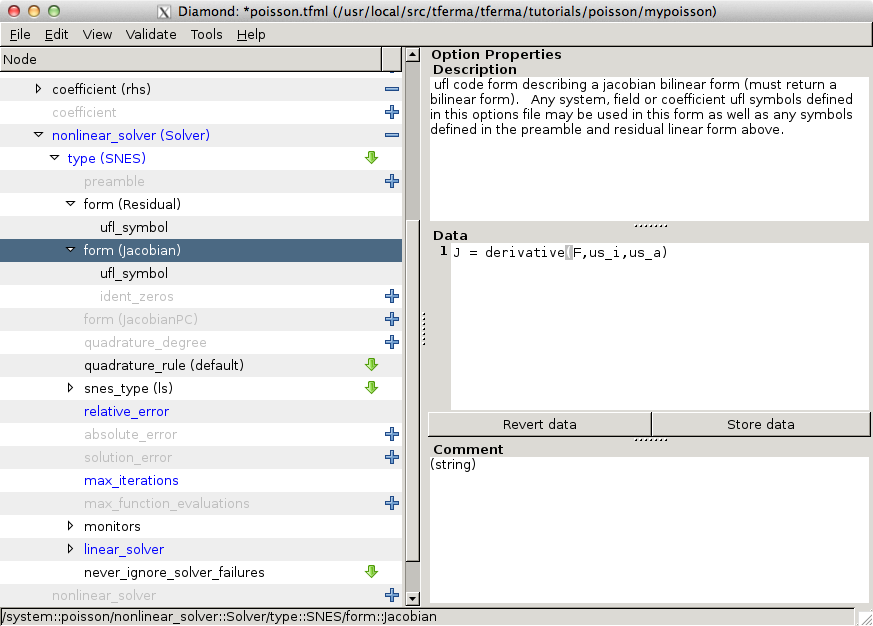 Diamond: *poisson.tfml (/usr/local/src/tferma/tferma/tutorials/poisson/mypoisson)
File Edit View Validate Tools Help
Node
coefficient (rhs)
coefficient
nonlinear_solver (Solver)
type (SNES)
preamble
form (Residual)
ufl_symbol
form (Jacobian)
ufl_symbol
ident_zeros
form (JacobianPC)
quadrature_degree
quadrature_rule (default)
snes_type (ls)
relative_error
absolute_error
solution_error
max_iterations
max_function_evaluations
monitors
linear_solver
never_ignore_solver_failures
nonlinear_solver
Option Properties
Description
ufl code form describing a jacobian bilinear form (must return a
bilinear form).   Any system, field or coefficient ufl symbols defined
in this options file may be used in this form as well as any symbols
defined in the preamble and residual linear form above.
Data
1 J = derivative(F,us_i,us_a)
Revert data Store data
Comment
(string)
/system::poisson/nonlinear_solver::Solver/type::SNES/form::Jacobian